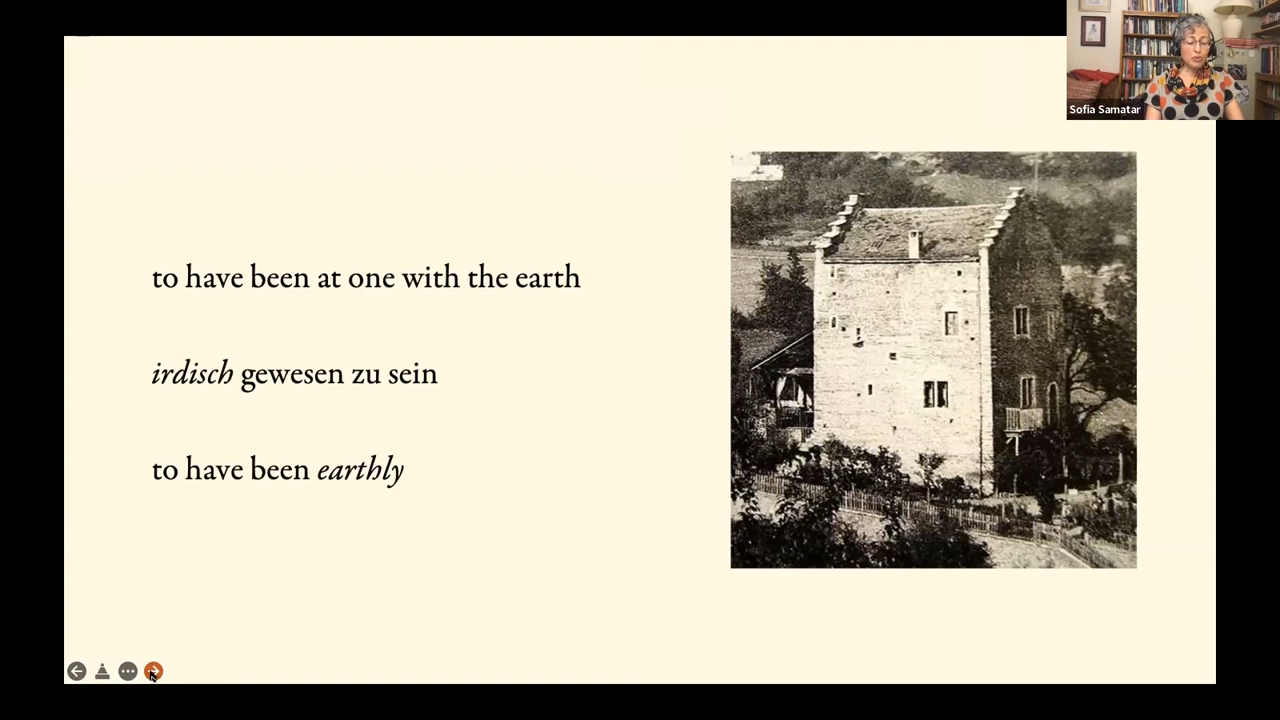 to have been at one with the earth
irdisch gewesen zu sein
to have been earthly
Sofia Samatar